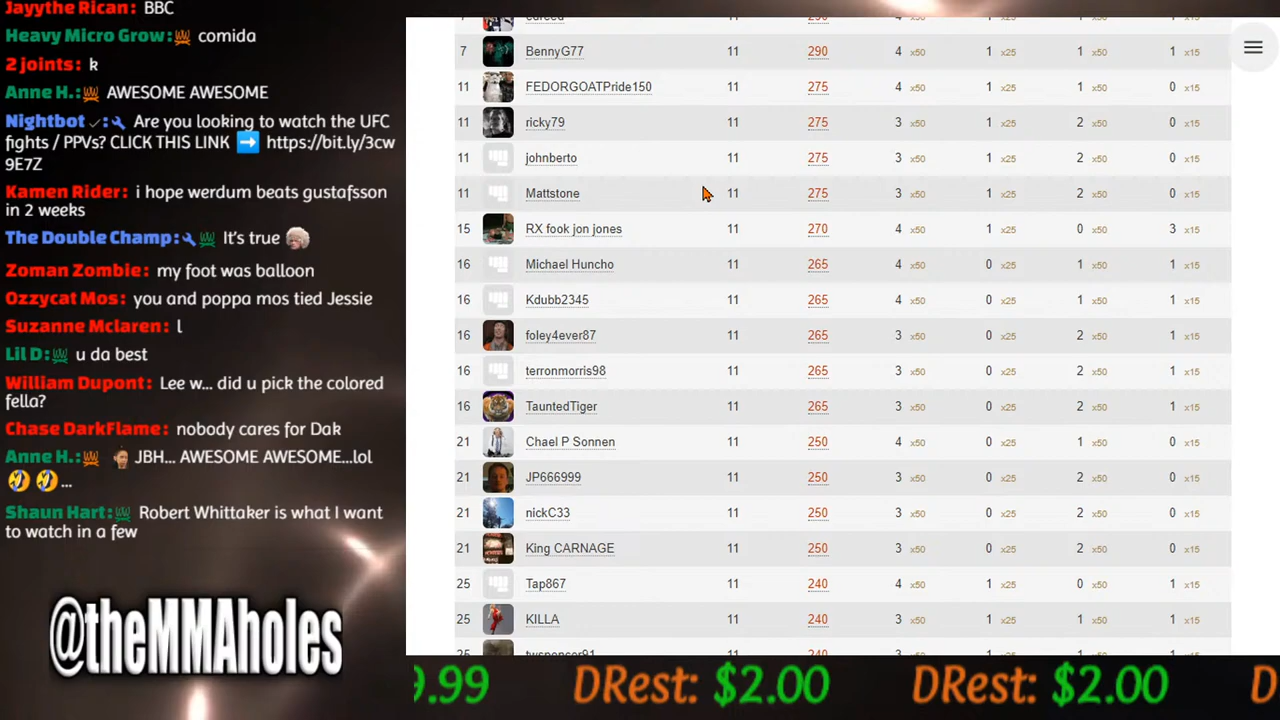 Jayythe Rican: BBC
Heavy Micro Grow: comida
2 joints: k
Anne H.: AWESOME AWESOME
Nightbot ✓: Are you looking to watch the UFC
fights / PPVs? CLICK THIS LINK ➡ https://bit.ly/3cw
9E7Z
Kamen Rider: i hope werdum beats gustafsson
in 2 weeks
The Double Champ: It's true
Zoman Zombie: my foot was balloon
Ozzycat Mos: you and poppa mos tied Jessie
Suzanne Mclaren: l
Lil D: u da best
William Dupont: Lee w... did u pick the colored
fella?
Chase DarkFlame: nobody cares for Dak
Anne H.: JBH... AWESOME AWESOME...lol
🤣 🤣...
Shaun Hart: Robert Whittaker is what I want
to watch in a few
@theMMAholes
7 BennyG77 11 290 4 x50 1 x25 1 x50 1 x15
11 FEDORGOATPride150 11 275 4 x50 1 x25 1 x50 0 x15
11 ricky79 11 275 3 x50 1 x25 2 x50 0 x15
11 johnberto 11 275 3 x50 1 x25 2 x50 0 x15
11 Mattstone 11 275 3 x50 1 x25 2 x50 0 x15
15 RX fook jon jones 11 270 4 x50 1 x25 0 x50 3 x15
16 Michael Huncho 11 265 4 x50 0 x25 1 x50 1 x15
16 Kdubb2345 11 265 4 x50 0 x25 1 x50 1 x15
16 foley4ever87 11 265 3 x50 0 x25 2 x50 1 x15
16 terronmorris98 11 265 3 x50 0 x25 2 x50 1 x15
16 TauntedTiger 11 265 3 x50 0 x25 2 x50 1 x15
21 Chael P Sonnen 11 250 4 x50 0 x25 1 x50 0 x15
21 JP666999 11 250 3 x50 0 x25 2 x50 0 x15
21 nickC33 11 250 3 x50 0 x25 2 x50 0 x15
21 King CARNAGE 11 250 3 x50 0 x25 2 x50 0 x15
25 Tap867 11 240 4 x50 1 x25 0 x50 1 x15
25 KILLA 11 240 3 x50 1 x25 1 x50 1 x15
9.99 DRest: $2.00 DRest: $2.00 D